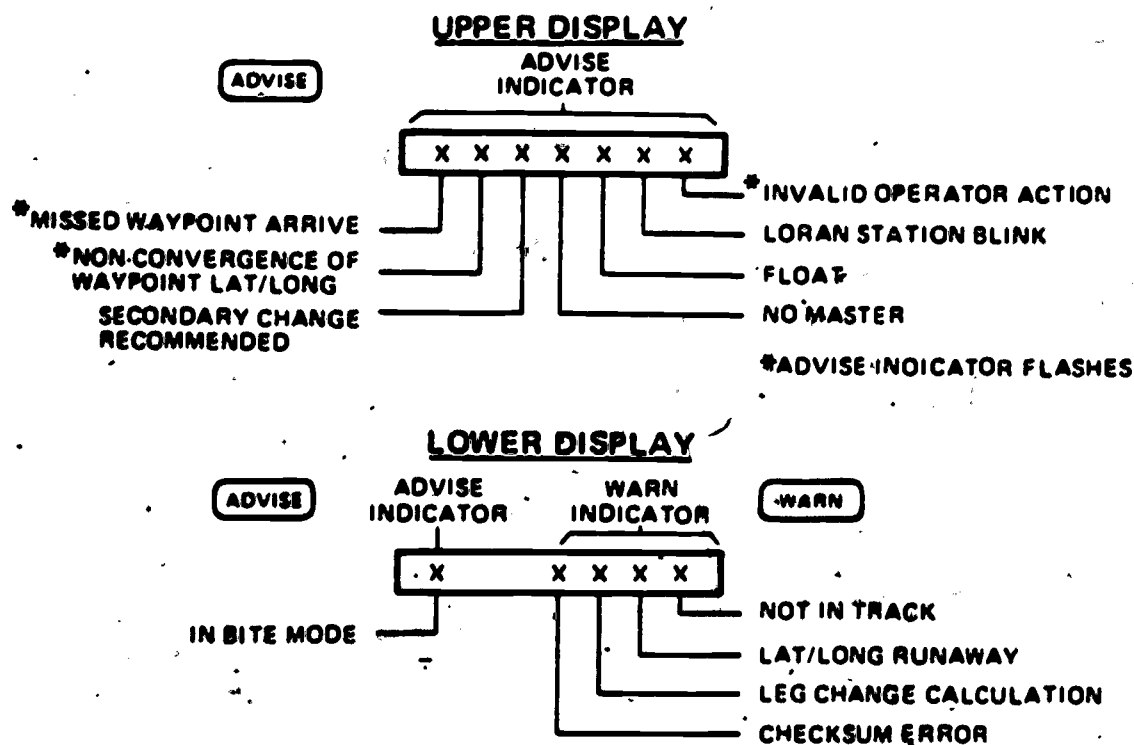 UPPER DISPLAY
ADVISE
ADVISE
INDICATOR
X X X X X X X
*MISSED WAYPOINT ARRIVE
*NON-CONVERGENCE OF
WAYPOINT LAT/LONG
SECONDARY CHANGE
RECOMMENDED
*INVALID OPERATOR ACTION
LORAN STATION BLINK
FLOAT
NO MASTER
*ADVISE INDICATOR FLASHES
LOWER DISPLAY
ADVISE
ADVISE
INDICATOR
WARN
INDICATOR
WARN
X X X X X
IN BITE MODE
NOT IN TRACK
LAT/LONG RUNAWAY
LEG CHANGE CALCULATION
CHECKSUM ERROR